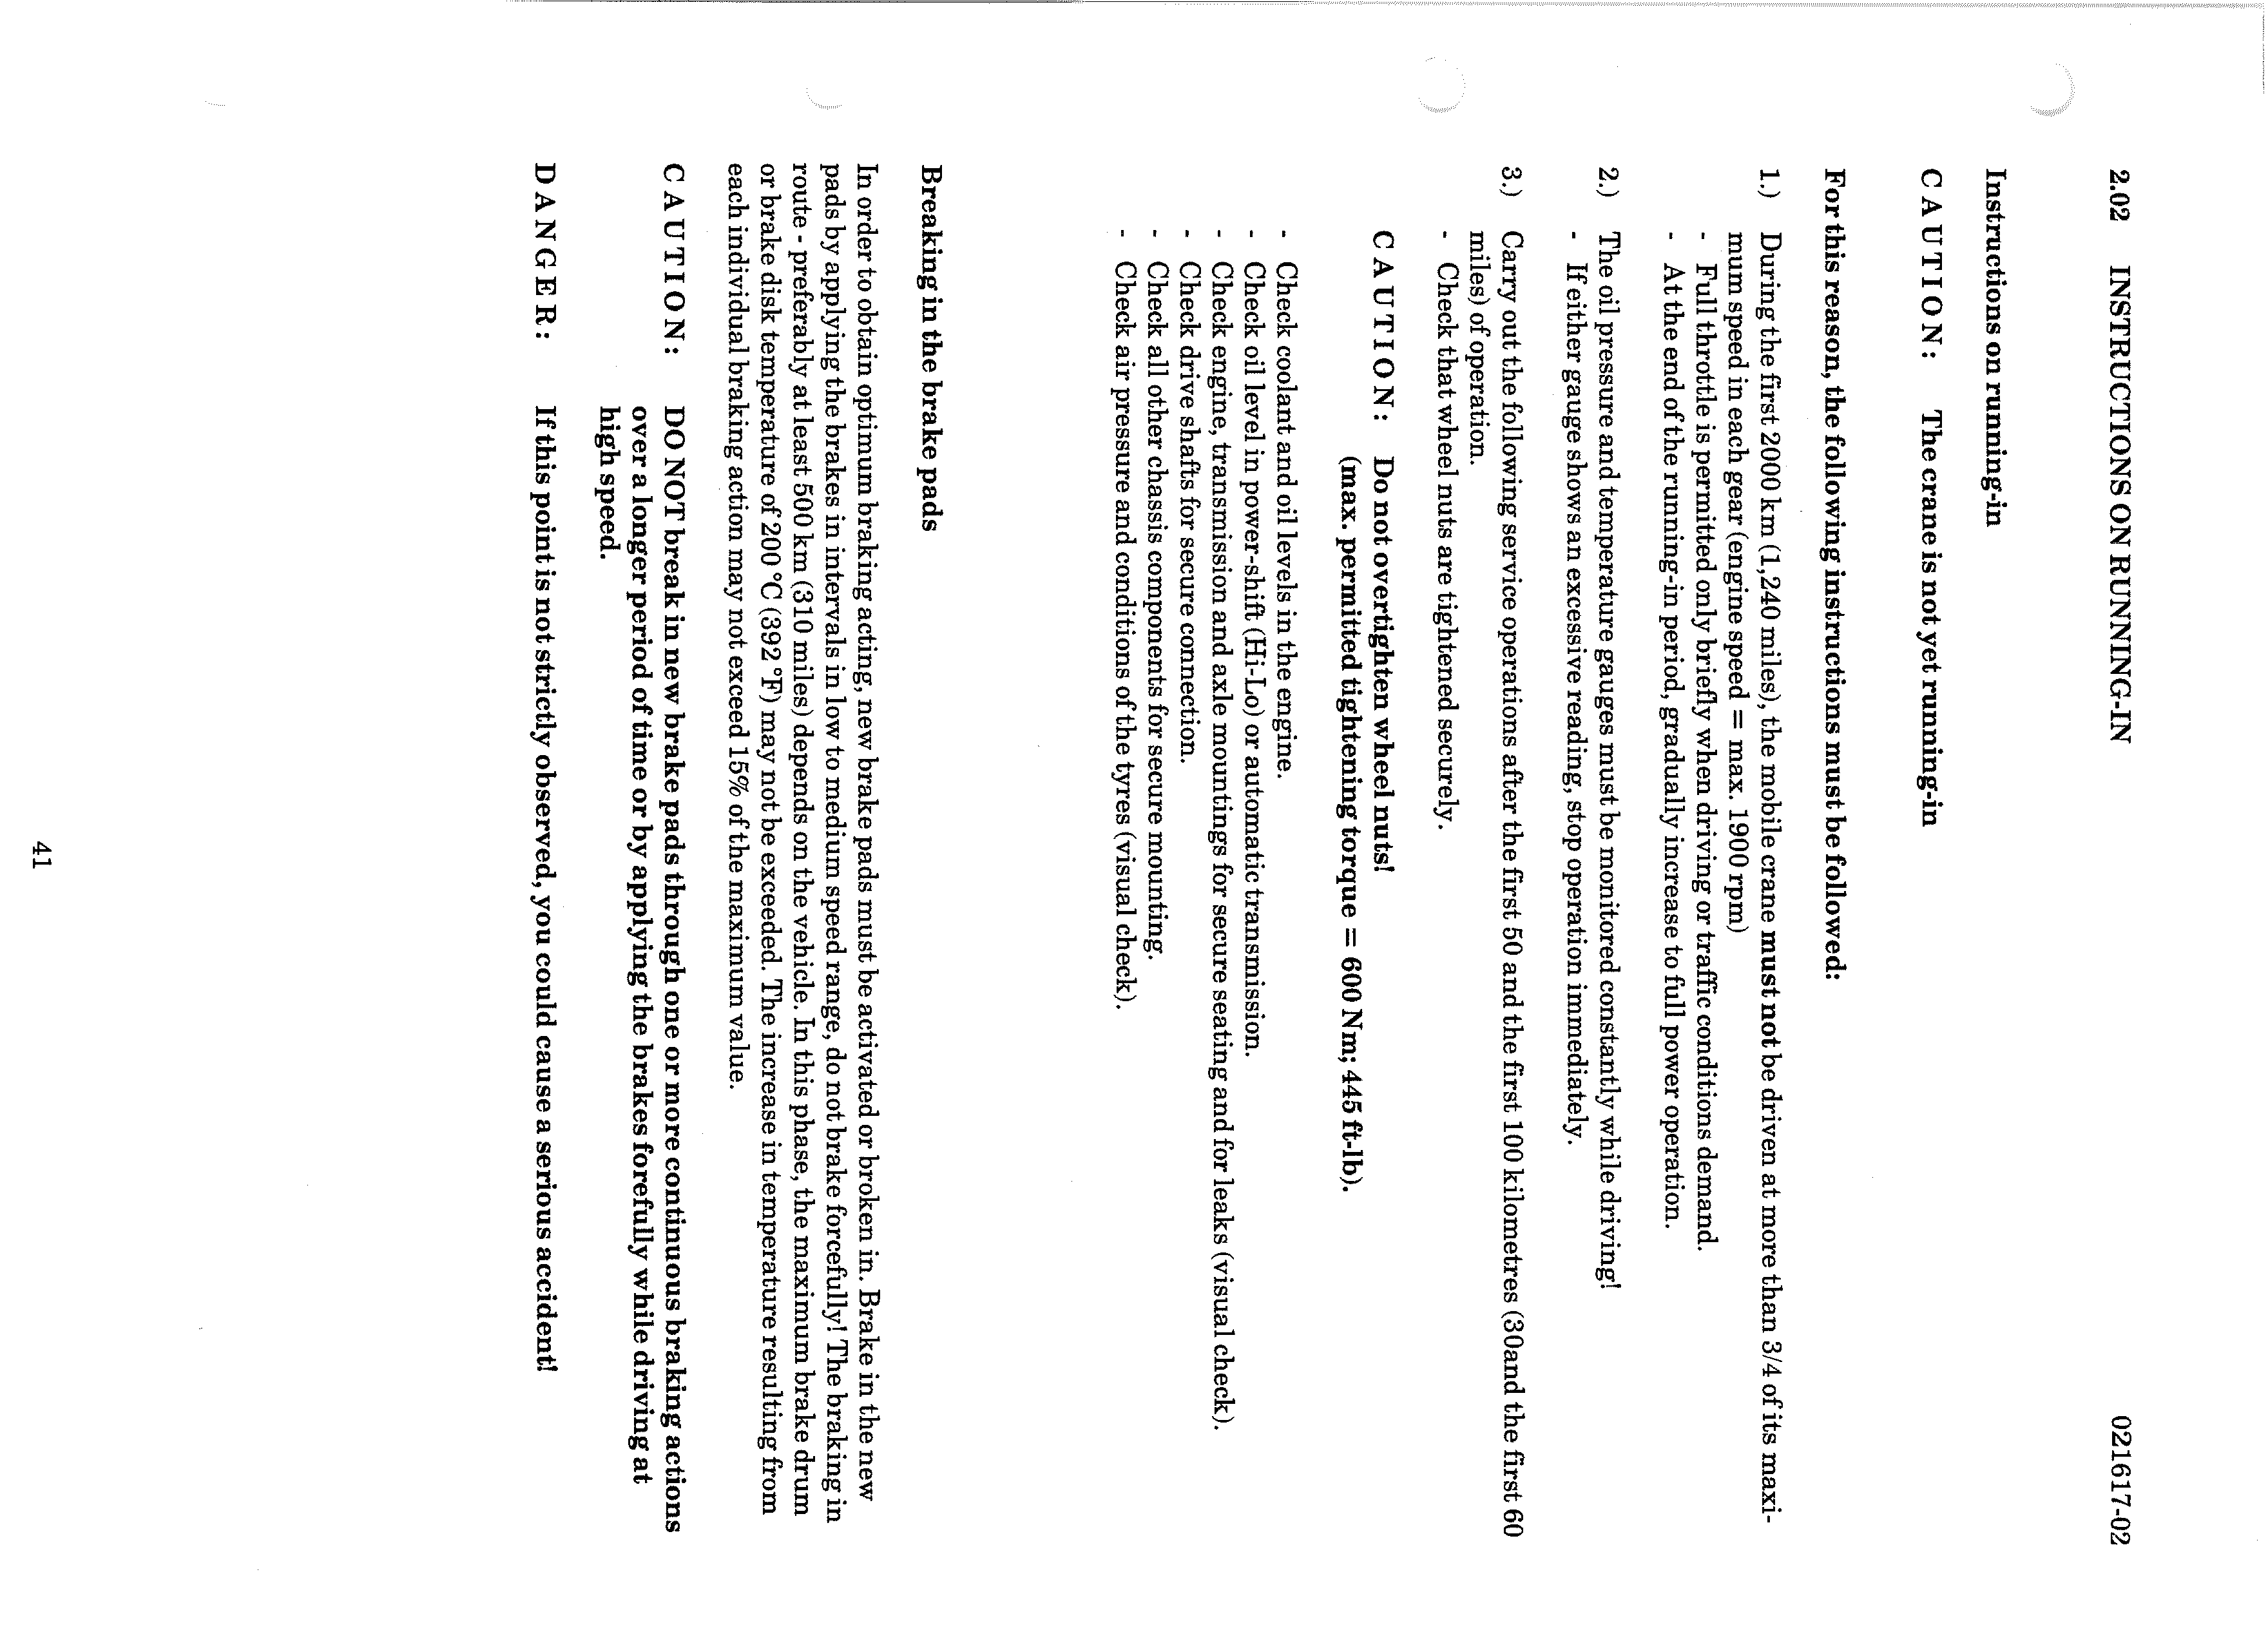 2.02 INSTRUCTIONS ON RUNNING-IN 021617-02
Instructions on running-in
C A U T I O N : The crane is not yet running-in
For this reason, the following instructions must be followed:
1.) During the first 2000 km (1,240 miles), the mobile crane must not be driven at more than 3/4 of its maxi-
mum speed in each gear (engine speed = max. 1900 rpm)
- Full throttle is permitted only briefly when driving or traffic conditions demand.
- At the end of the running-in period, gradually increase to full power operation.
2.) The oil pressure and temperature gauges must be monitored constantly while driving!
- If either gauge shows an excessive reading, stop operation immediately.
3.) Carry out the following service operations after the first 50 and the first 100 kilometres (30and the first 60
miles) of operation.
- Check that wheel nuts are tightened securely.
C A U T I O N : Do not overtighten wheel nuts!
(max. permitted tightening torque = 600 Nm; 445 ft-lb).
- Check coolant and oil levels in the engine.
- Check oil level in power-shift (Hi-Lo) or automatic transmission.
- Check engine, transmission and axle mountings for secure seating and for leaks (visual check).
- Check drive shafts for secure connection.
- Check all other chassis components for secure mounting.
- Check air pressure and conditions of the tyres (visual check).
Breaking in the brake pads
In order to obtain optimum braking acting, new brake pads must be activated or broken in. Brake in the new
pads by applying the brakes in intervals in low to medium speed range, do not brake forcefully! The braking in
route - preferably at least 500 km (310 miles) depends on the vehicle. In this phase, the maximum brake drum
or brake disk temperature of 200 °C (392 °F) may not be exceeded. The increase in temperature resulting from
each individual braking action may not exceed 15% of the maximum value.
C A U T I O N : DO NOT break in new brake pads through one or more continuous braking actions
over a longer period of time or by applying the brakes forefully while driving at
high speed.
D A N G E R : If this point is not strictly observed, you could cause a serious accident!
41